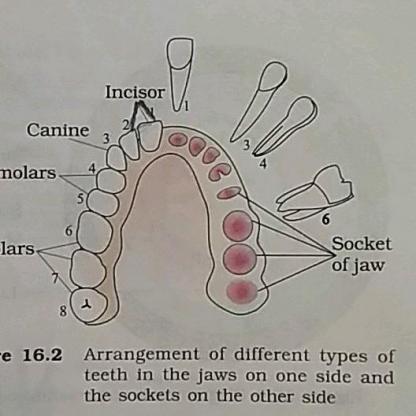 Incisor
1
2
3
Canine
4
molars
5
6
lars
7
8
1
3
4
6
Socket
of jaw
e 16.2 Arrangement of different types of
teeth in the jaws on one side and
the sockets on the other side